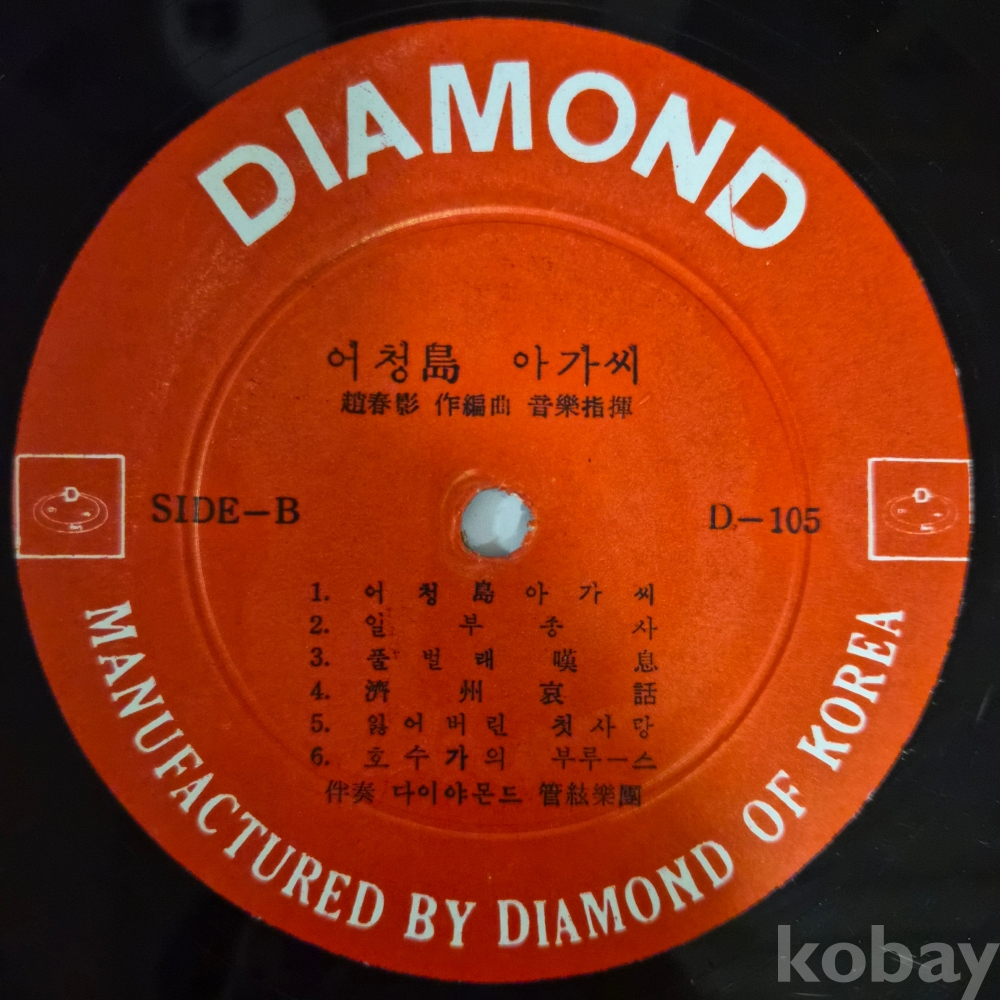 DIAMOND
어청島 아가씨
趙春影 作編曲 音樂指揮
SIDE-B
D-105
1. 어청島아가씨
2. 일부종사
3. 풀벌래 嘆息
4. 濟州哀話
5. 잃어버린 첫사랑
6. 호수가의 부루ー스
伴奏 다이야몬드 管絃樂團
MANUFACTURED BY DIAMOND OF KOREA
kobay